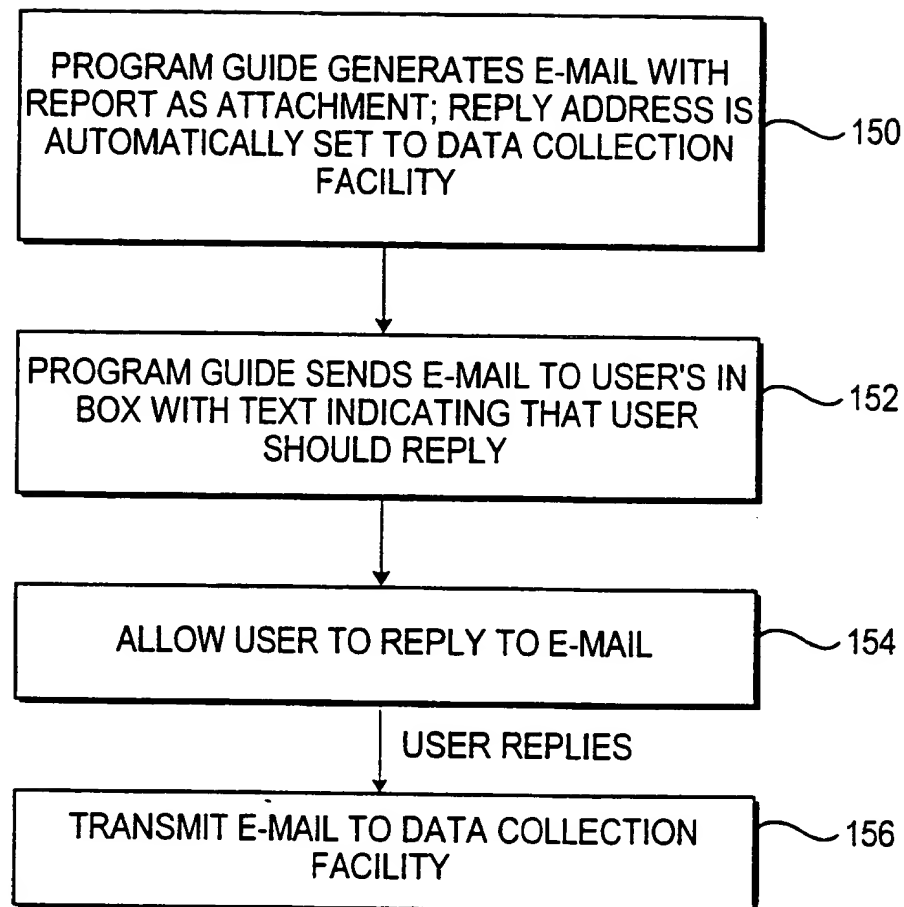 PROGRAM GUIDE GENERATES E-MAIL WITH
REPORT AS ATTACHMENT; REPLY ADDRESS IS
AUTOMATICALLY SET TO DATA COLLECTION
FACILITY
150
PROGRAM GUIDE SENDS E-MAIL TO USER'S IN
BOX WITH TEXT INDICATING THAT USER
SHOULD REPLY
152
ALLOW USER TO REPLY TO E-MAIL
154
USER REPLIES
TRANSMIT E-MAIL TO DATA COLLECTION
FACILITY
156